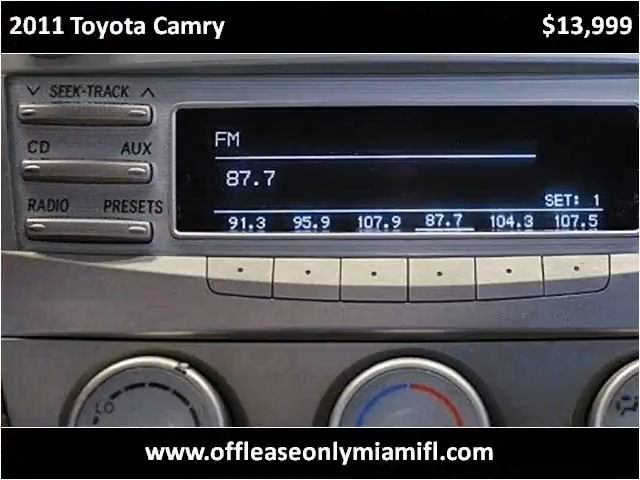 2011 Toyota Camry $13,999
SEEK-TRACK
CD AUX
RADIO PRESETS
FM
87.7
SET: 1
91.3 95.9 107.9 87.7 104.3 107.5
LO
www.offleaseonlymiamifl.com